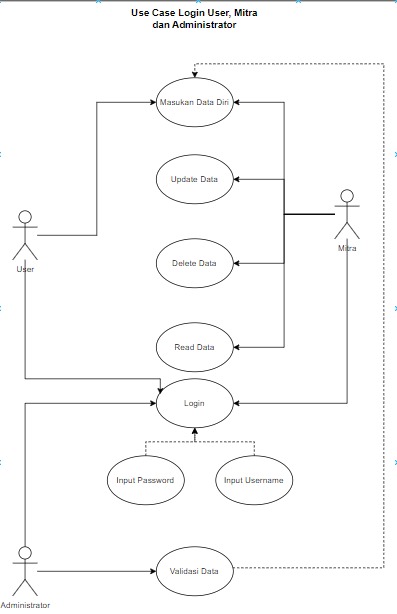 Use Case Login User, Mitra
dan Administrator
Masukan Data Diri
Update Data
User
Mitra
Delete Data
Read Data
Login
Input Password
Input Username
Validasi Data
Administrator